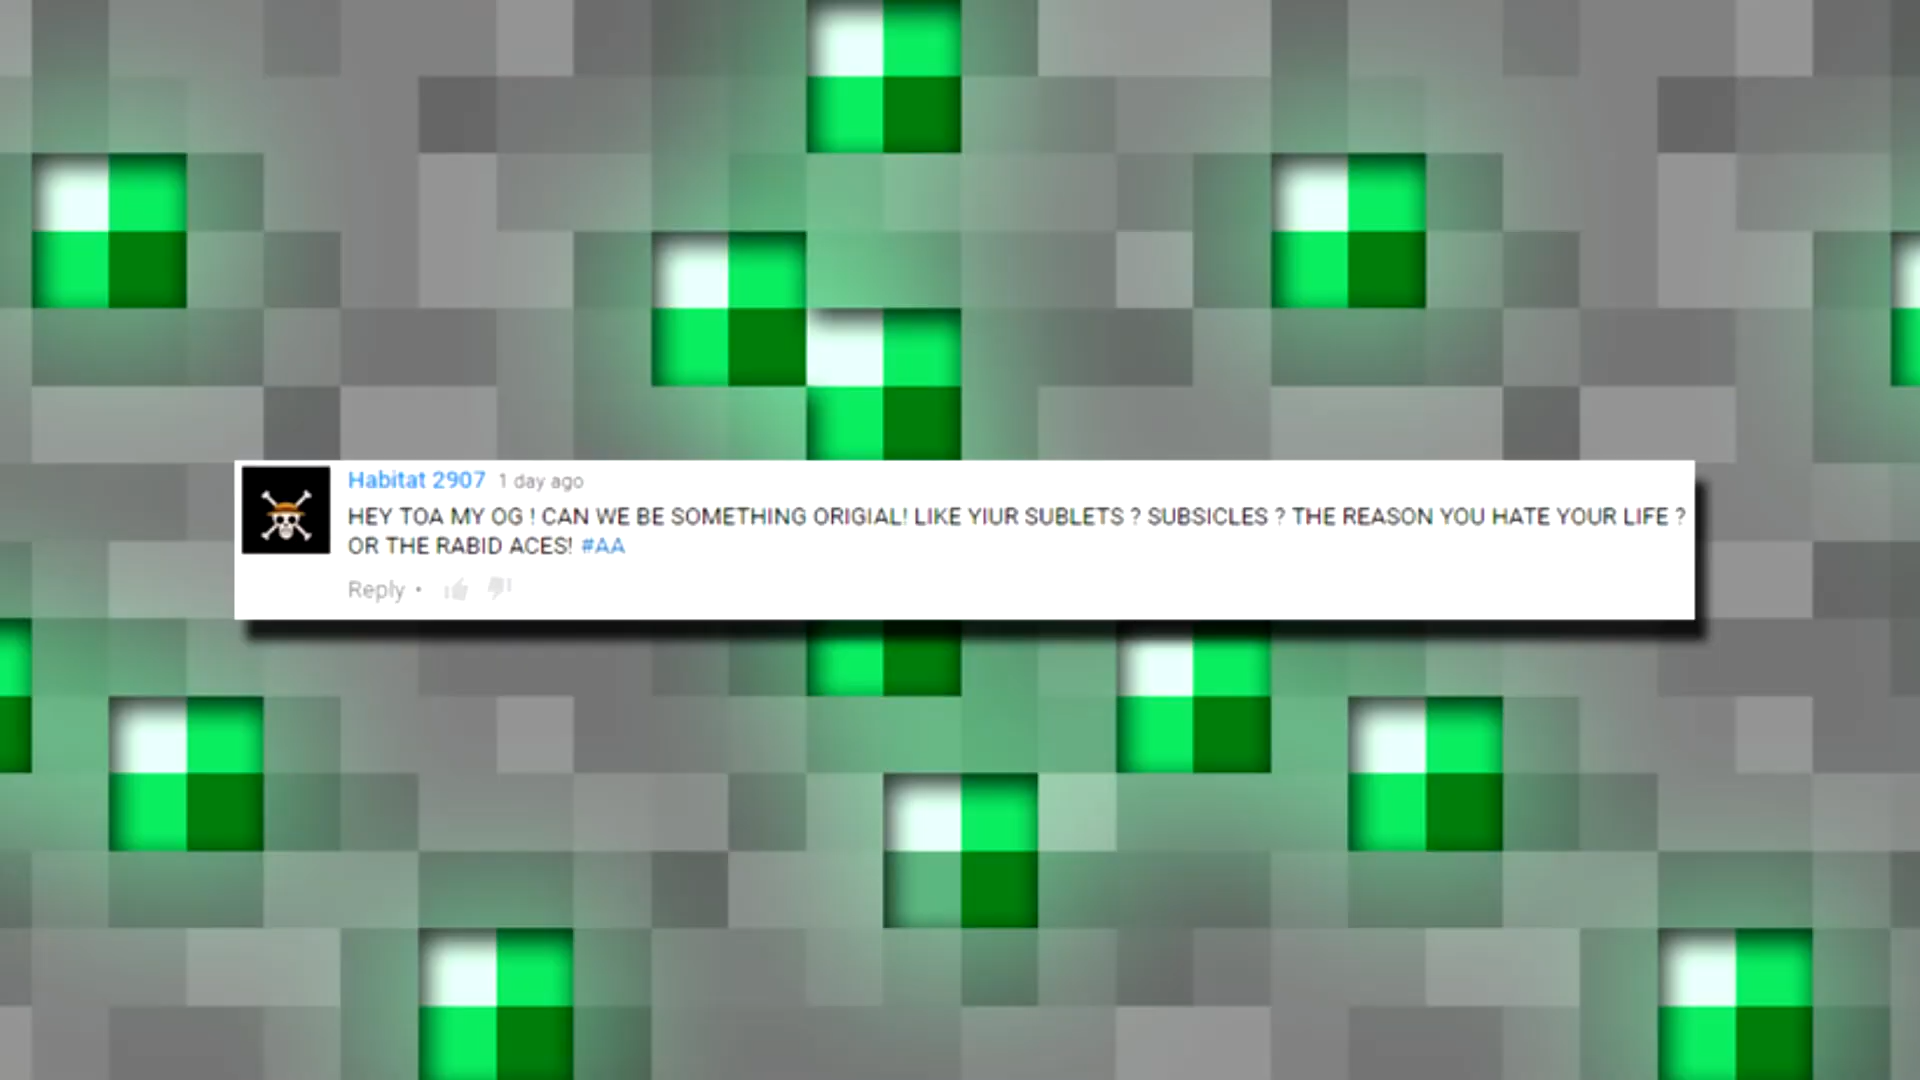 Habitat 2907 1 day ago
HEY TOA MY OG ! CAN WE BE SOMETHING ORIGIAL! LIKE YIUR SUBLETS ? SUBSICLES ? THE REASON YOU HATE YOUR LIFE ?
OR THE RABID ACES! #AA
Reply •